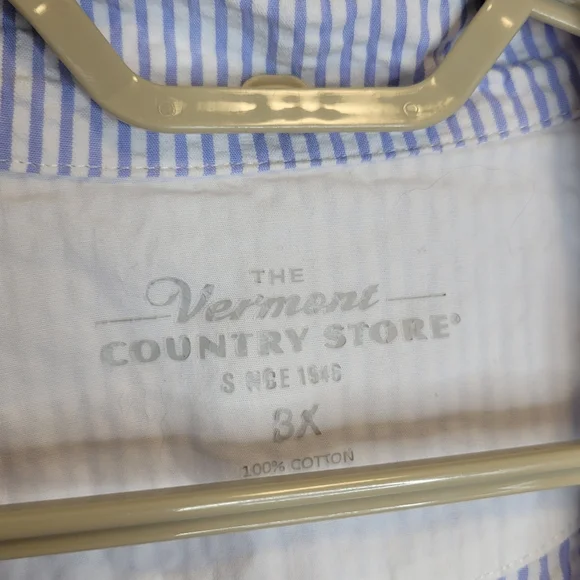 THE
Vermont
COUNTRY STORE®
SINCE 1946
3X
100% COTTON